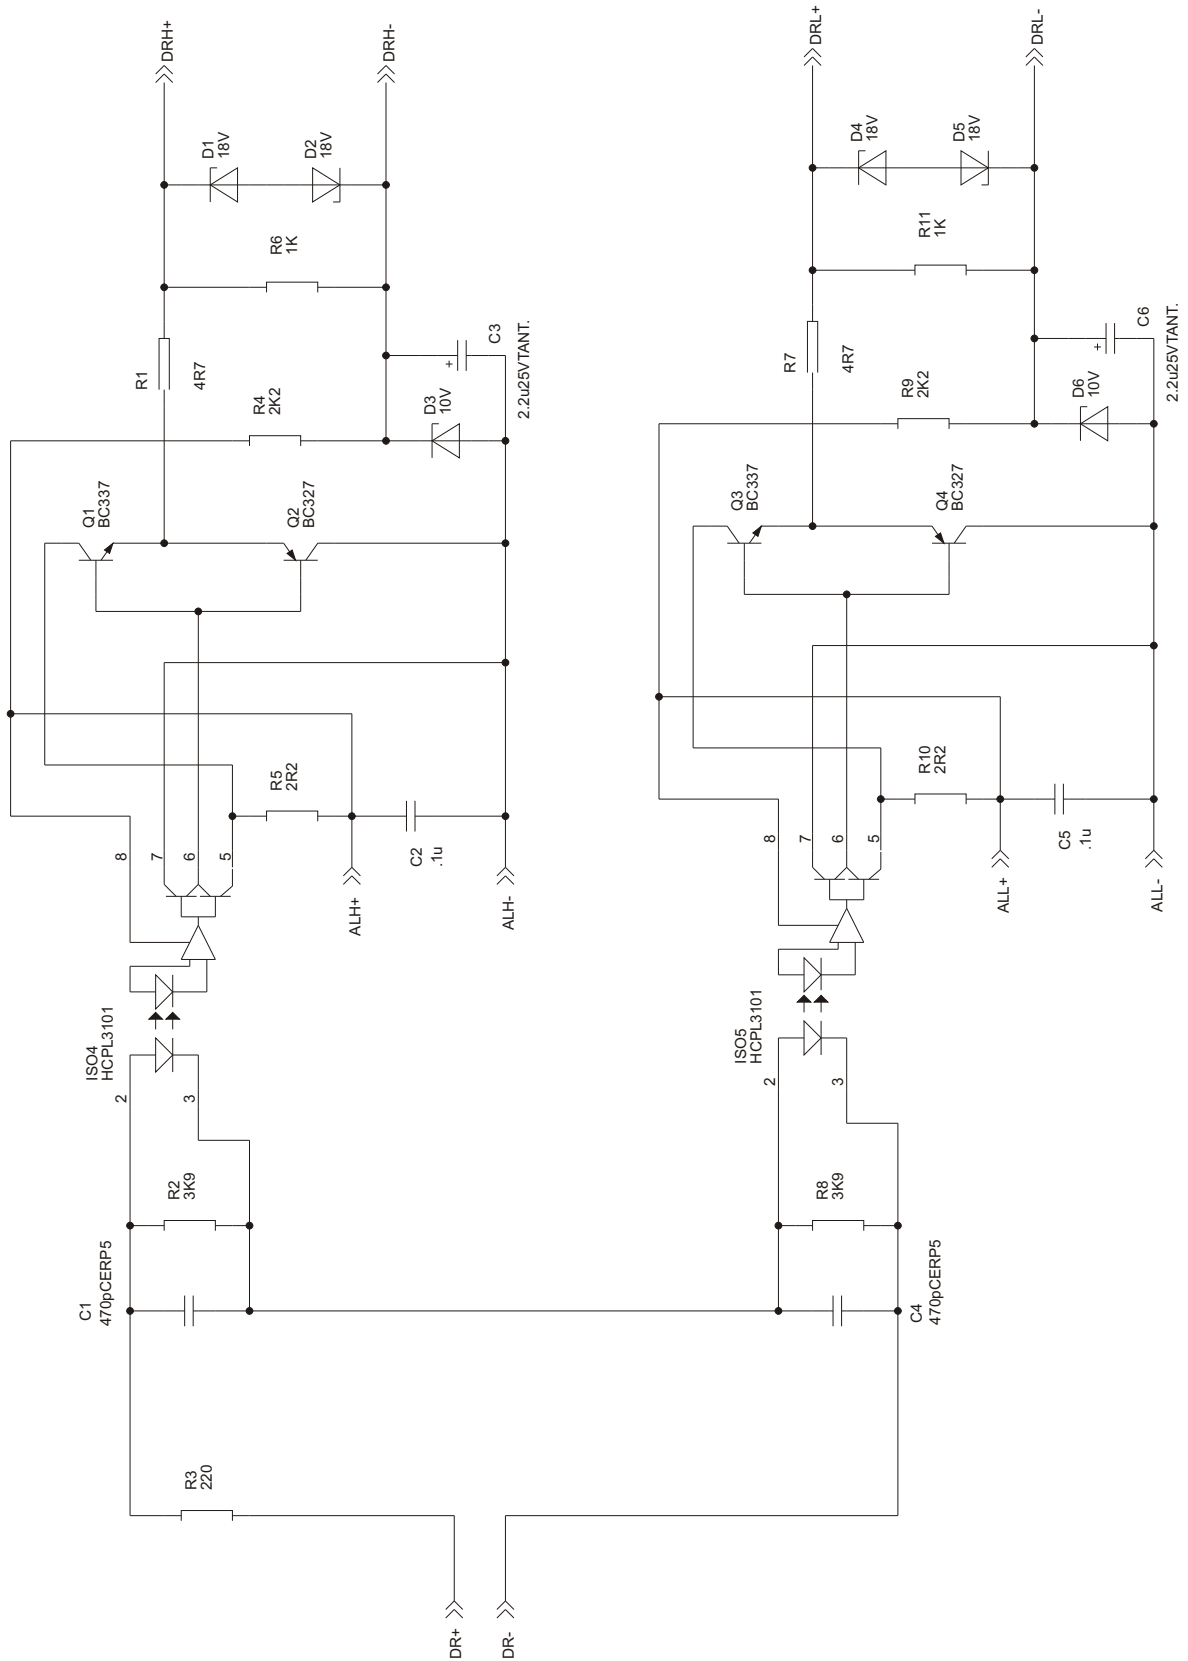 DRH+
DRH-
D1
18V
D2
18V
R6
1K
R1
4R7
C3
2.2u25VTANT.
R4
2K2
D3
10V
Q1
BC337
Q2
BC327
R5
2R2
8
7
6
5
C2
.1u
ALH+
ALH-
ISO4
HCPL3101
2
3
R2
3K9
C1
470pCERP5
R3
220
DR+
DR-
DRL+
DRL-
D4
18V
D5
18V
R11
1K
R7
4R7
C6
2.2u25VTANT.
R9
2K2
D6
10V
Q3
BC337
Q4
BC327
R10
2R2
8
7
6
5
C5
.1u
ALL+
ALL-
ISO5
HCPL3101
2
3
R8
3K9
C4
470pCERP5
+
+